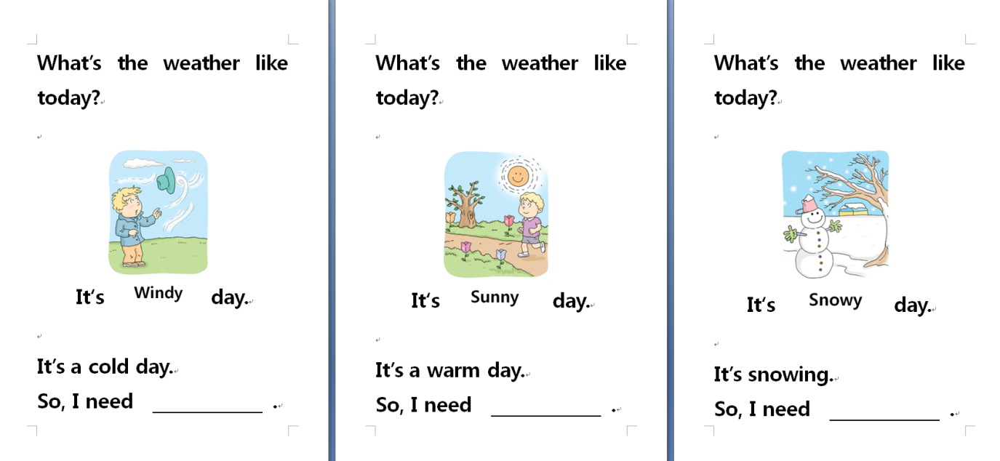 What's the weather like
today?
It's Windy day.
It's a cold day.
So, I need ____________ .
What's the weather like
today?
It's Sunny day.
It's a warm day.
So, I need ____________ .
What's the weather like
today?
It's Snowy day.
It's snowing.
So, I need ____________ .